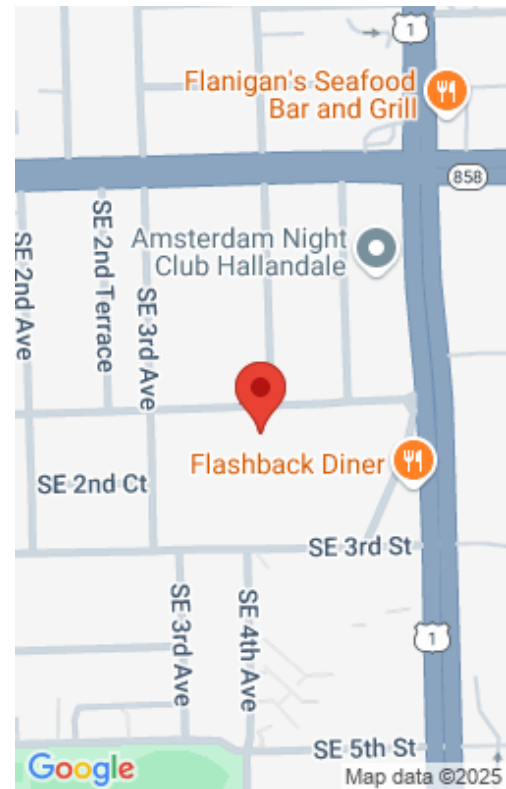 1
Flanigan's Seafood
Bar and Grill
858
Amsterdam Night
Club Hallandale
SE 2nd Ave
SE 2nd Terrace
SE 3rd Ave
Flashback Diner
SE 2nd Ct
SE 3rd St
SE 3rd Ave
SE 4th Ave
1
SE 5th St
Google
Map data ©2025